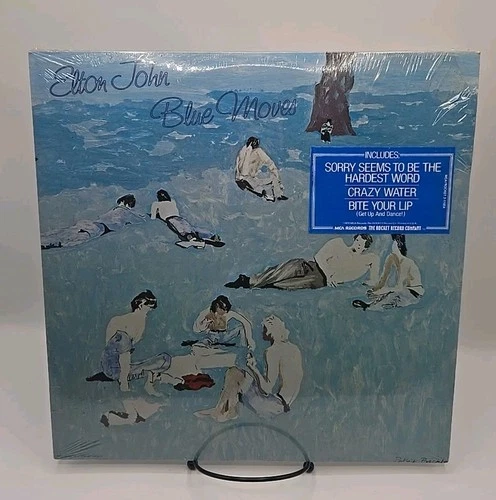 Elton John
Blue Moves
INCLUDES:
SORRY SEEMS TO BE THE
HARDEST WORD
CRAZY WATER
BITE YOUR LIP
(Get Up And Dance!)
MCA RECORDS THE ROCKET RECORD COMPANY